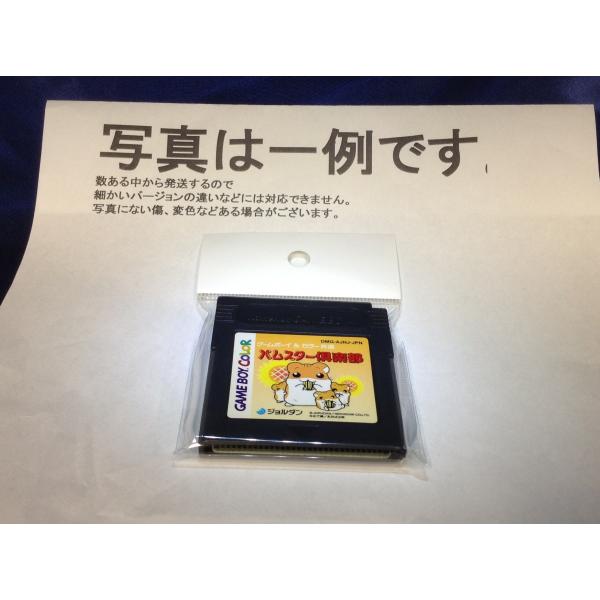 写真は一例です。
数ある中から発送するので
細かいバージョンの違いなどには対応できません。
写真にない傷、変色などある場合がございます。
DMG-AJHJ-JPN
ゲームボーイ & カラー共通
ハムスター倶楽部
GAME BOY COLOR
ジョルダン